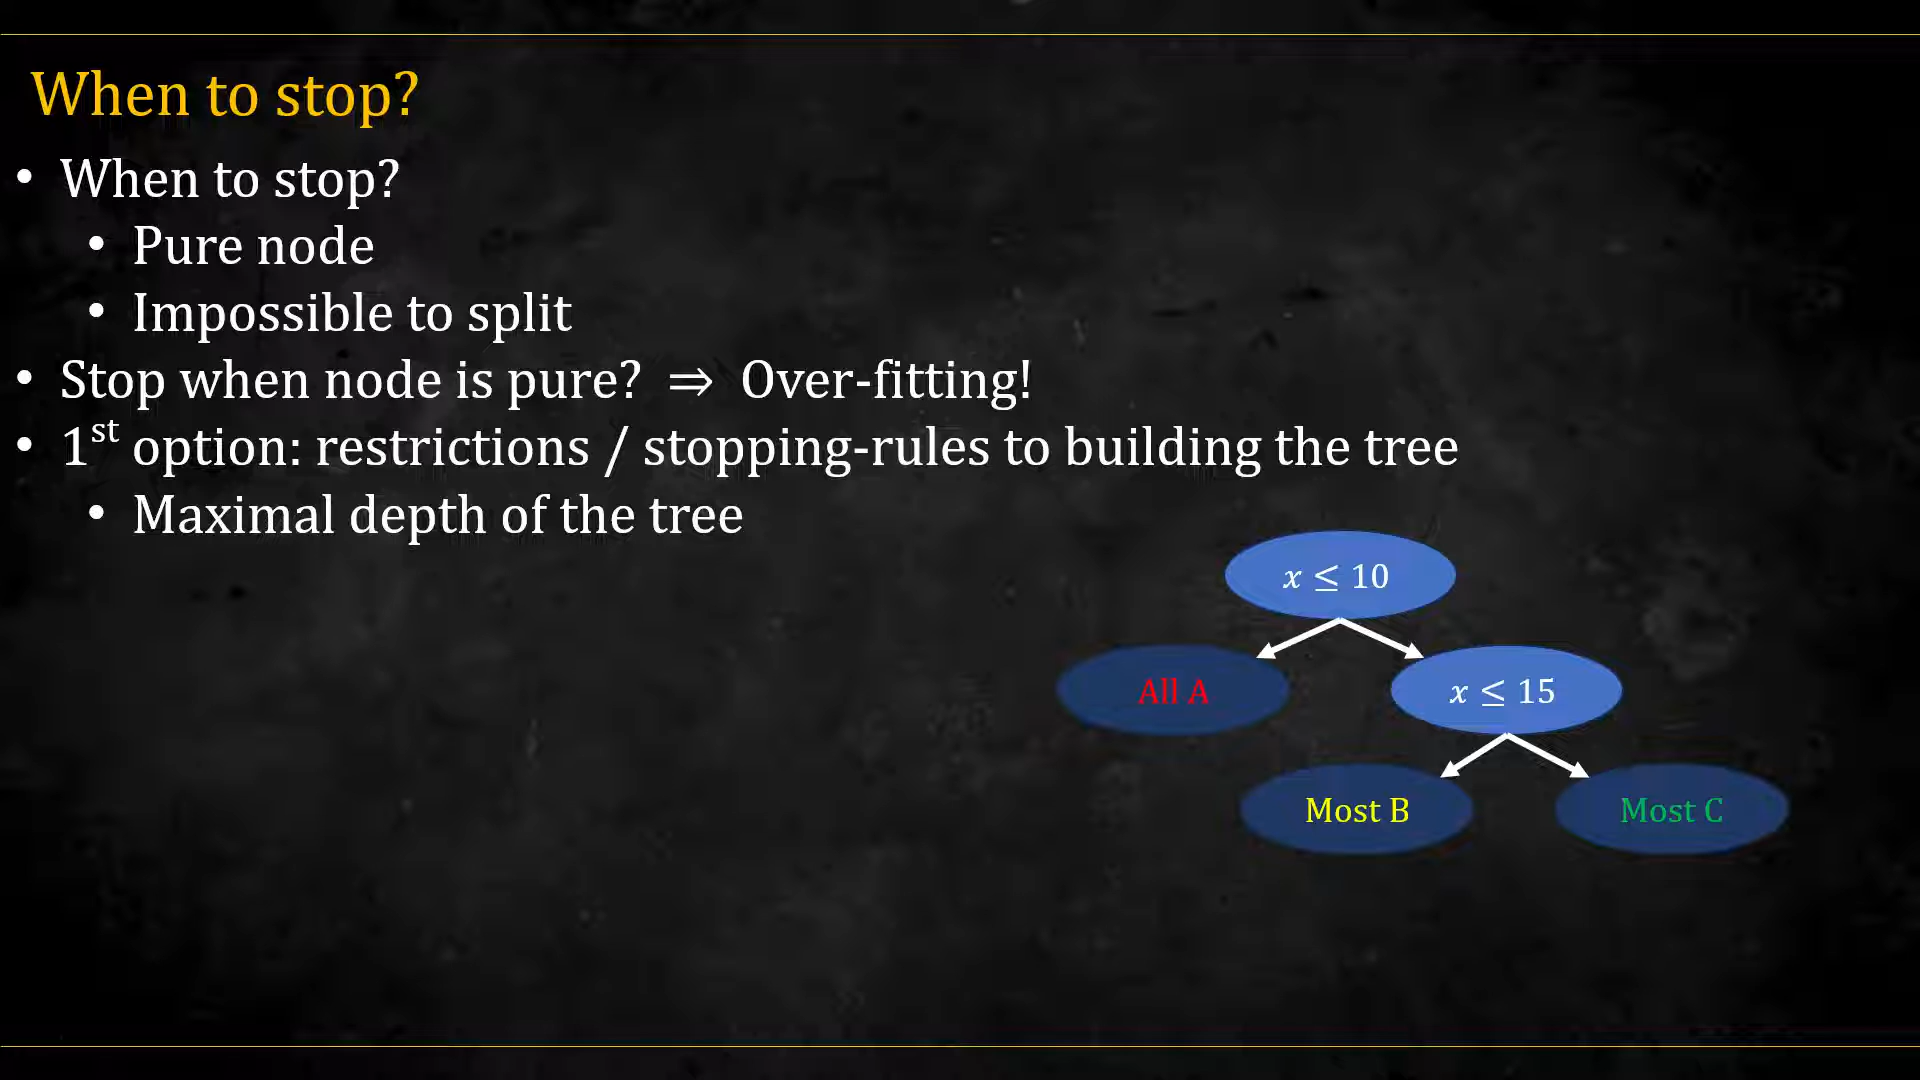 When to stop?
• When to stop?
• Pure node
• Impossible to split
• Stop when node is pure? ⇒ Over-fitting!
• 1st option: restrictions / stopping-rules to building the tree
• Maximal depth of the tree
x ≤ 10
All A
x ≤ 15
Most B
Most C